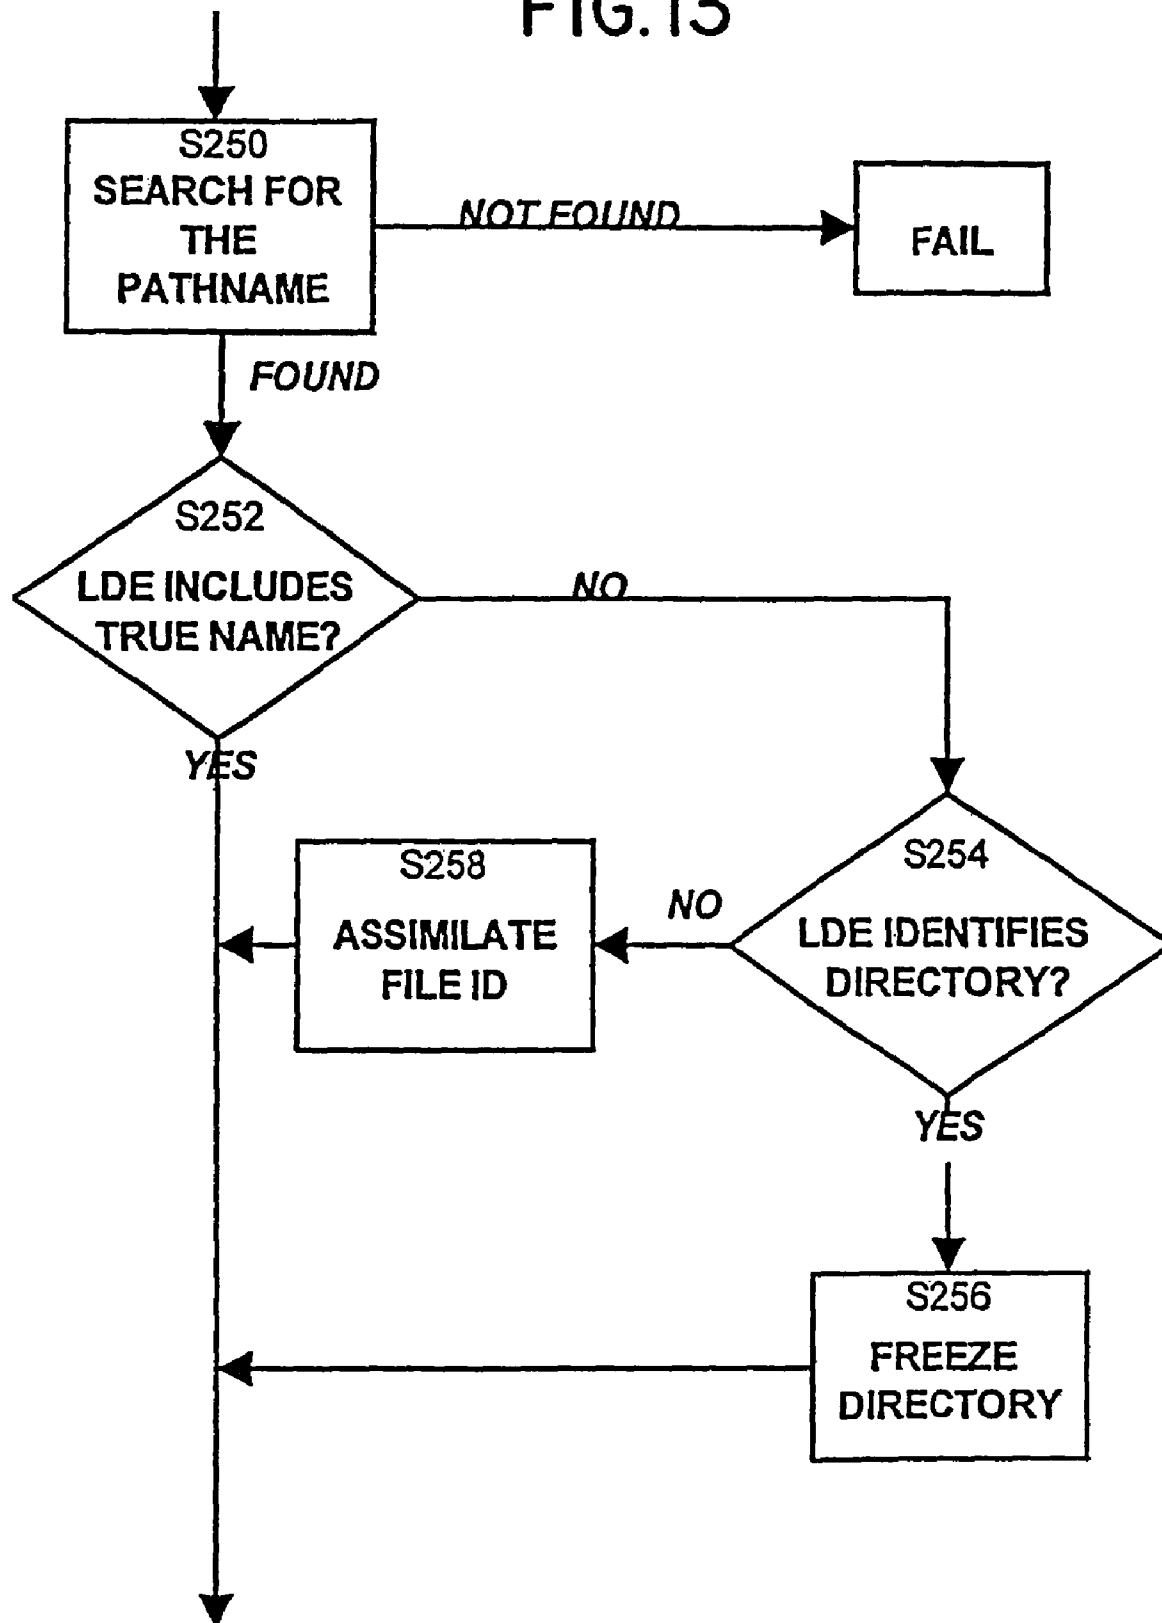 FIG. 13
S250
SEARCH FOR
THE
PATHNAME
NOT FOUND
FAIL
FOUND
S252
LDE INCLUDES
TRUE NAME?
NO
YES
S254
LDE IDENTIFIES
DIRECTORY?
NO
S258
ASSIMILATE
FILE ID
YES
S256
FREEZE
DIRECTORY